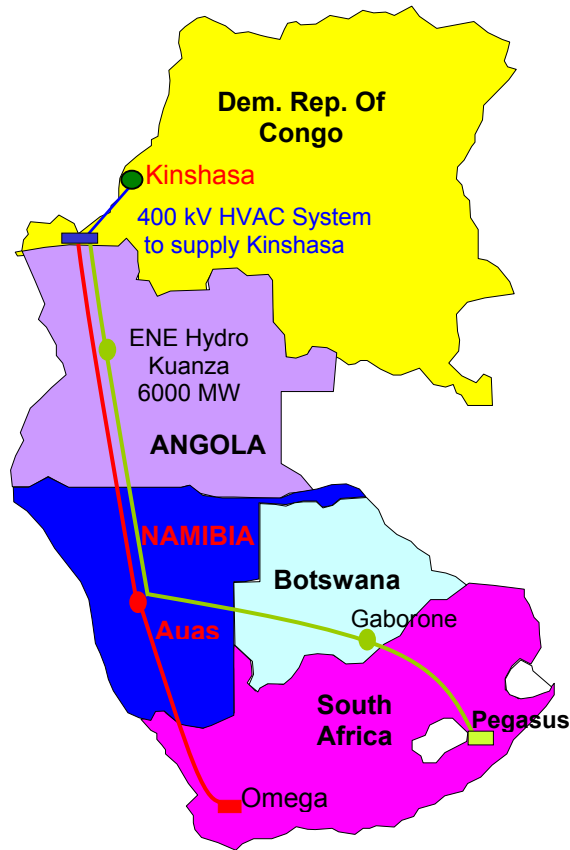 Dem. Rep. Of
Congo
Kinshasa
400 kV HVAC System
to supply Kinshasa
ENE Hydro
Kuanza
6000 MW
ANGOLA
NAMIBIA
Botswana
Gaborone
Auas
South
Africa
Pegasus
Omega